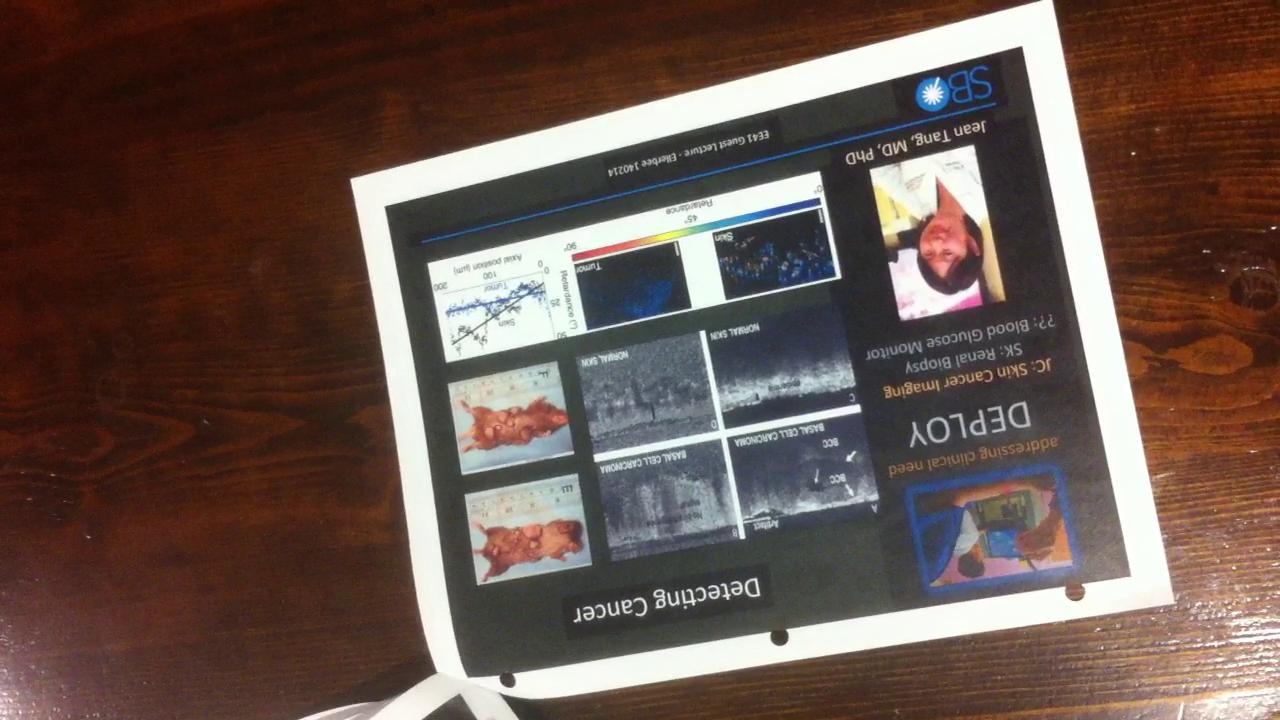 Detecting Cancer
addressing clinical need
DEPLOY
JC: Skin Cancer Imaging
SK: Renal Biopsy
??: Blood Glucose Monitor
Jean Tang, MD, PhD
A
Artifact
BCC
BCC
BASAL CELL CARCINOMA
B
BASAL CELL CARCINOMA
C
NORMAL SKIN
D
NORMAL SKIN
Skin
Tumor
0°
45°
90°
Retardance
Retardance (°)
50
25
0
Skin
Tumor
0
100
200
Axial position (µm)
EE41 Guest Lecture - Ellerbee 140214
SB